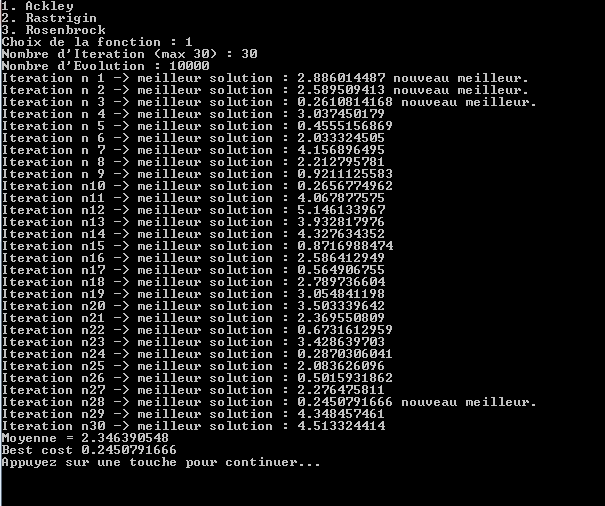 1. Ackley
2. Rastrigin
3. Rosenbrock
Choix de la fonction : 1
Nombre d'Iteration (max 30) : 30
Nombre d'Evolution : 10000
Iteration n 1 -> meilleur solution : 2.886014487 nouveau meilleur.
Iteration n 2 -> meilleur solution : 2.589509413 nouveau meilleur.
Iteration n 3 -> meilleur solution : 0.2610814168 nouveau meilleur.
Iteration n 4 -> meilleur solution : 3.037450179
Iteration n 5 -> meilleur solution : 0.4555156869
Iteration n 6 -> meilleur solution : 2.033324505
Iteration n 7 -> meilleur solution : 4.156896495
Iteration n 8 -> meilleur solution : 2.212795781
Iteration n 9 -> meilleur solution : 0.9211125583
Iteration n10 -> meilleur solution : 0.2656774962
Iteration n11 -> meilleur solution : 4.067877575
Iteration n12 -> meilleur solution : 5.146133967
Iteration n13 -> meilleur solution : 3.932817976
Iteration n14 -> meilleur solution : 4.327634352
Iteration n15 -> meilleur solution : 0.8716988474
Iteration n16 -> meilleur solution : 2.586412949
Iteration n17 -> meilleur solution : 0.564906755
Iteration n18 -> meilleur solution : 2.789736604
Iteration n19 -> meilleur solution : 3.054841198
Iteration n20 -> meilleur solution : 3.503339642
Iteration n21 -> meilleur solution : 2.369550809
Iteration n22 -> meilleur solution : 0.6731612959
Iteration n23 -> meilleur solution : 3.428639703
Iteration n24 -> meilleur solution : 0.2870306041
Iteration n25 -> meilleur solution : 2.083626096
Iteration n26 -> meilleur solution : 0.5015931862
Iteration n27 -> meilleur solution : 2.276475811
Iteration n28 -> meilleur solution : 0.2450791666 nouveau meilleur.
Iteration n29 -> meilleur solution : 4.348457461
Iteration n30 -> meilleur solution : 4.513324414
Moyenne = 2.346390548
Best cost 0.2450791666
Appuyez sur une touche pour continuer...